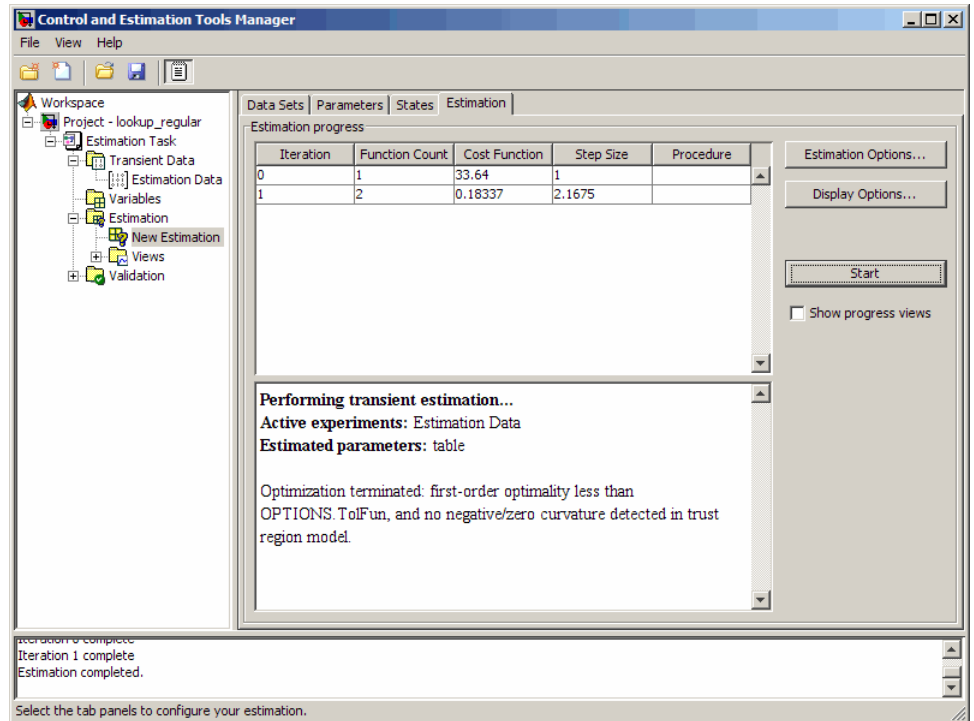 Control and Estimation Tools Manager
File View Help
Workspace
Project - lookup_regular
Estimation Task
Transient Data
Estimation Data
Variables
Estimation
New Estimation
Views
Validation
Data Sets Parameters States Estimation
Estimation progress
Iteration Function Count Cost Function Step Size Procedure
0 1 33.64 1
1 2 0.18337 2.1675
Estimation Options...
Display Options...
Start
Show progress views
Performing transient estimation...
Active experiments: Estimation Data
Estimated parameters: table
Optimization terminated: first-order optimality less than
OPTIONS.TolFun, and no negative/zero curvature detected in trust
region model.
Iteration 0 complete
Iteration 1 complete
Estimation completed.
Select the tab panels to configure your estimation.